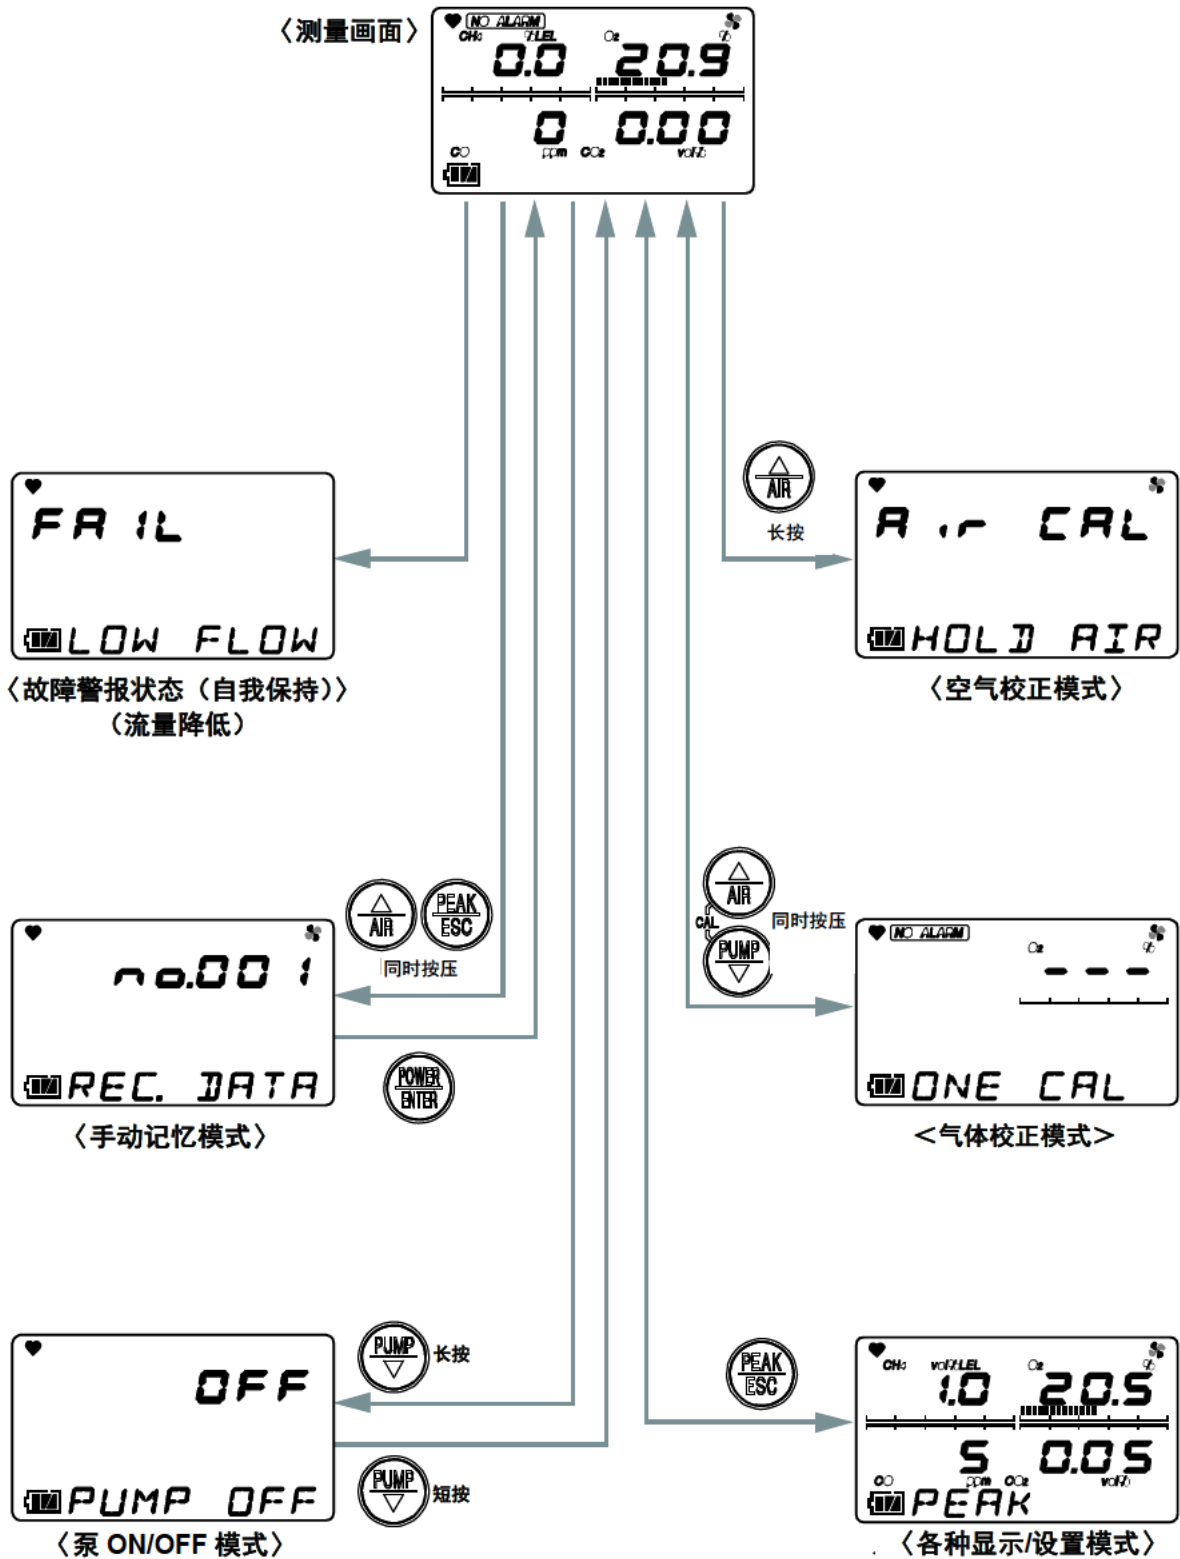 〈测量画面〉
NO ALARM
CH₄ %LEL O₂ %
0.0 20.9
0 0.00
CO ppm CO₂ vol%
△
AIR
长按
FAIL
LOW FLOW
〈故障警报状态（自我保持）〉
（流量降低）
Air CAL
HOLD AIR
〈空气校正模式〉
△
AIR
PEAK
ESC
同时按压
no.001
REC. DATA
〈手动记忆模式〉
POWER
ENTER
△
AIR
CAL
PUMP
▽
同时按压
NO ALARM
O₂ %
- - -
ONE CAL
＜气体校正模式＞
PUMP
▽
长按
OFF
PUMP OFF
〈泵 ON/OFF 模式〉
PUMP
▽
短按
PEAK
ESC
CH₄ vol%LEL O₂ %
1.0 20.5
5 0.05
CO ppm CO₂ vol%
PEAK
〈各种显示/设置模式〉